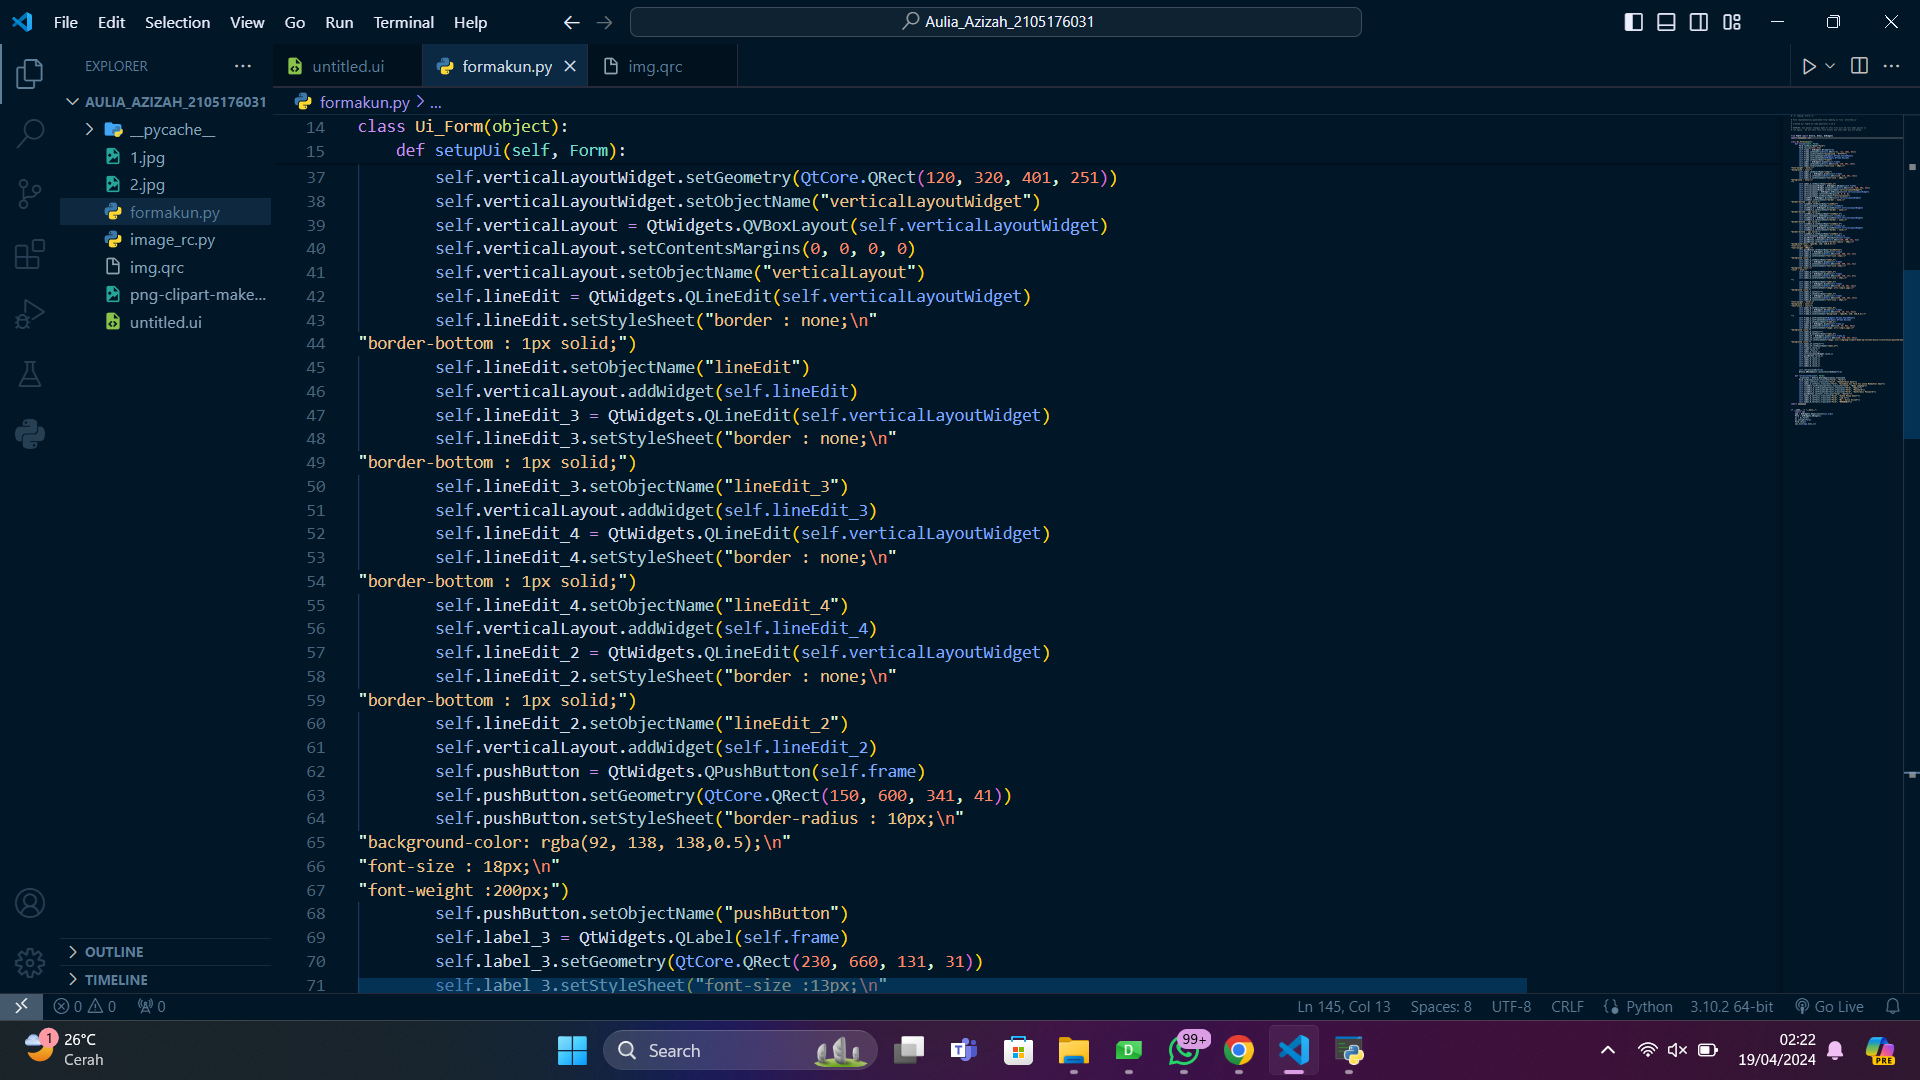 File Edit Selection View Go Run Terminal Help
Aulia_Azizah_2105176031
EXPLORER
untitled.ui
formakun.py
img.qrc
AULIA_AZIZAH_2105176031
__pycache__
1.jpg
2.jpg
formakun.py
image_rc.py
img.qrc
png-clipart-make...
untitled.ui
OUTLINE
TIMELINE
formakun.py > ...
14 class Ui_Form(object):
15     def setupUi(self, Form):
37         self.verticalLayoutWidget.setGeometry(QtCore.QRect(120, 320, 401, 251))
38         self.verticalLayoutWidget.setObjectName("verticalLayoutWidget")
39         self.verticalLayout = QtWidgets.QVBoxLayout(self.verticalLayoutWidget)
40         self.verticalLayout.setContentsMargins(0, 0, 0, 0)
41         self.verticalLayout.setObjectName("verticalLayout")
42         self.lineEdit = QtWidgets.QLineEdit(self.verticalLayoutWidget)
43         self.lineEdit.setStyleSheet("border : none;\n"
44 "border-bottom : 1px solid;")
45         self.lineEdit.setObjectName("lineEdit")
46         self.verticalLayout.addWidget(self.lineEdit)
47         self.lineEdit_3 = QtWidgets.QLineEdit(self.verticalLayoutWidget)
48         self.lineEdit_3.setStyleSheet("border : none;\n"
49 "border-bottom : 1px solid;")
50         self.lineEdit_3.setObjectName("lineEdit_3")
51         self.verticalLayout.addWidget(self.lineEdit_3)
52         self.lineEdit_4 = QtWidgets.QLineEdit(self.verticalLayoutWidget)
53         self.lineEdit_4.setStyleSheet("border : none;\n"
54 "border-bottom : 1px solid;")
55         self.lineEdit_4.setObjectName("lineEdit_4")
56         self.verticalLayout.addWidget(self.lineEdit_4)
57         self.lineEdit_2 = QtWidgets.QLineEdit(self.verticalLayoutWidget)
58         self.lineEdit_2.setStyleSheet("border : none;\n"
59 "border-bottom : 1px solid;")
60         self.lineEdit_2.setObjectName("lineEdit_2")
61         self.verticalLayout.addWidget(self.lineEdit_2)
62         self.pushButton = QtWidgets.QPushButton(self.frame)
63         self.pushButton.setGeometry(QtCore.QRect(150, 600, 341, 41))
64         self.pushButton.setStyleSheet("border-radius : 10px;\n"
65 "background-color: rgba(92, 138, 138,0.5);\n"
66 "font-size : 18px;\n"
67 "font-weight :200px;")
68         self.pushButton.setObjectName("pushButton")
69         self.label_3 = QtWidgets.QLabel(self.frame)
70         self.label_3.setGeometry(QtCore.QRect(230, 660, 131, 31))
71         self.label_3.setStyleSheet("font-size :13px;\n"
0 0 0
Ln 145, Col 13 Spaces: 8 UTF-8 CRLF Python 3.10.2 64-bit Go Live
1
26°C
Cerah
Search
99+
02:22
19/04/2024
PRE